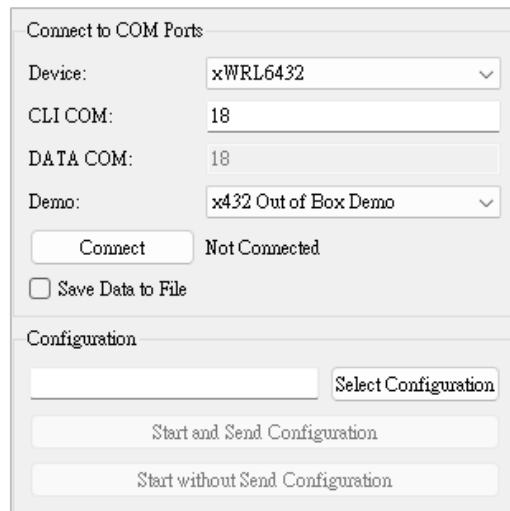 Connect to COM Ports
Device: xWRL6432
CLI COM: 18
DATA COM: 18
Demo: x432 Out of Box Demo
Connect Not Connected
Save Data to File
Configuration
Select Configuration
Start and Send Configuration
Start without Send Configuration